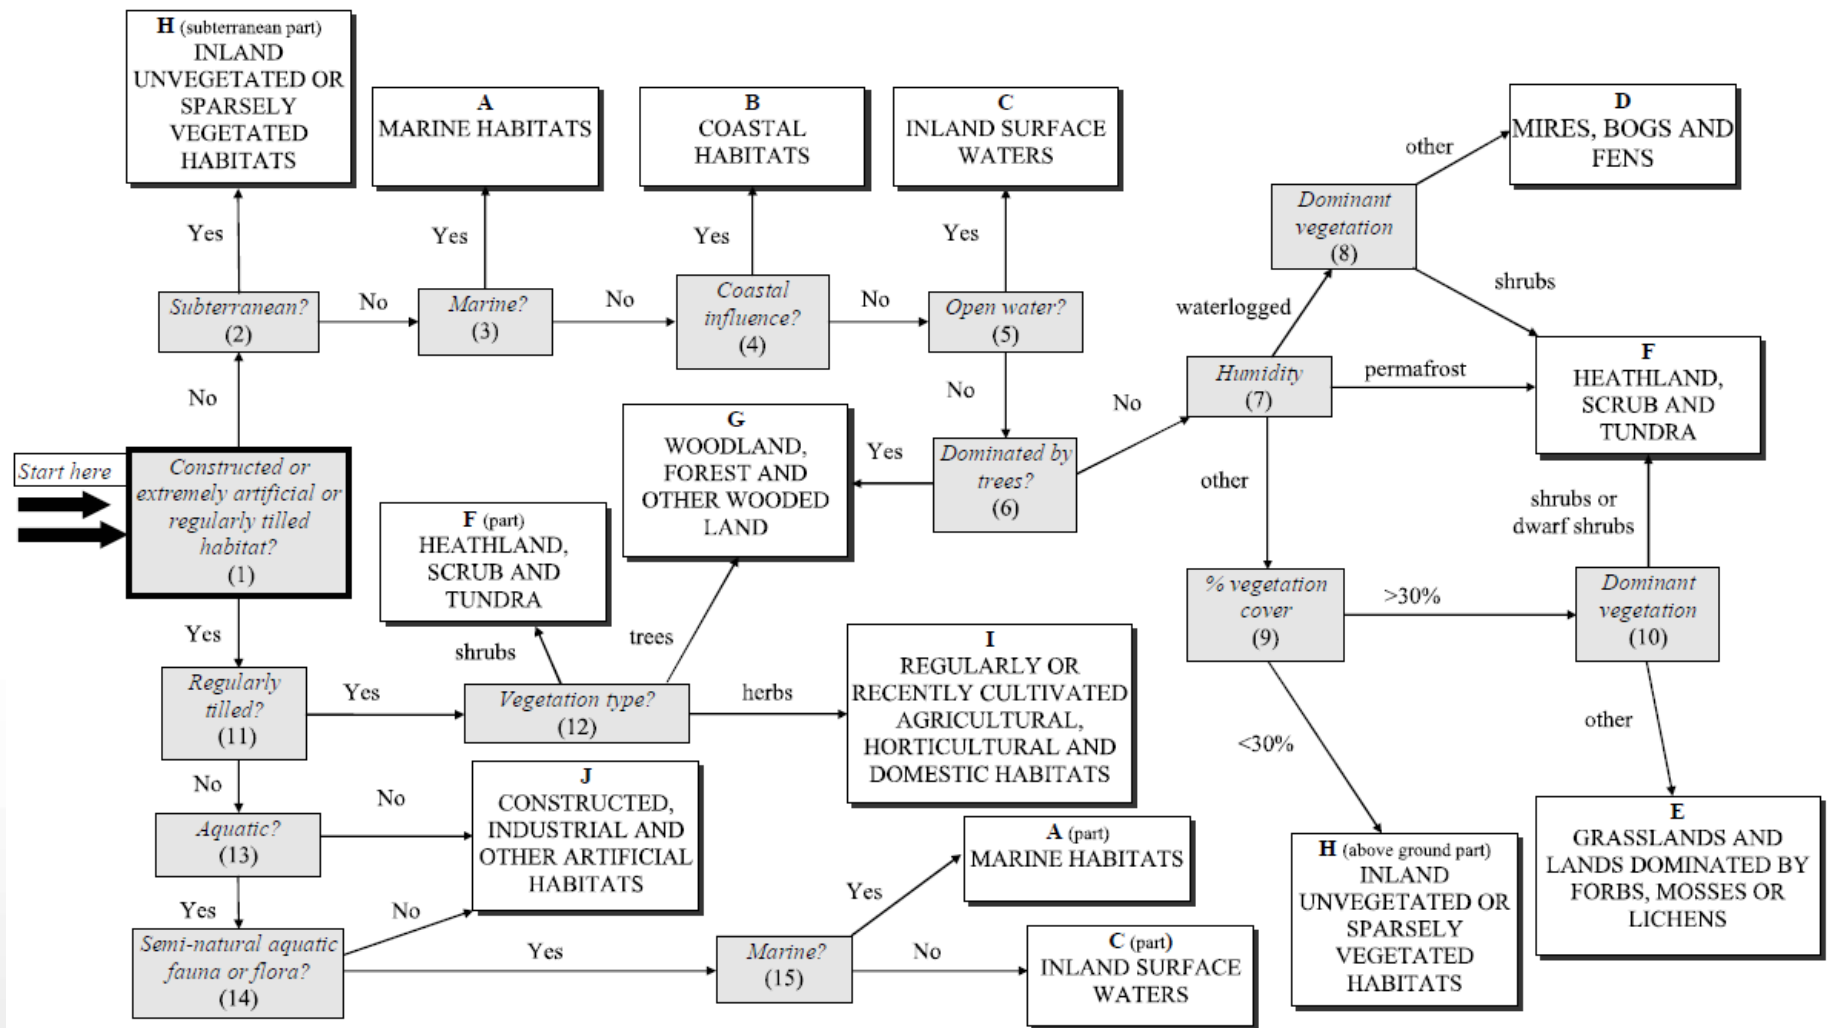 H (subterranean part)
INLAND
UNVEGETATED OR
SPARSELY
VEGETATED
HABITATS
A
MARINE HABITATS
B
COASTAL
HABITATS
C
INLAND SURFACE
WATERS
D
MIRES, BOGS AND
FENS
other
Dominant
vegetation
(8)
Yes
Yes
Yes
Yes
shrubs
waterlogged
Subterranean?
(2)
No
Marine?
(3)
No
Coastal
influence?
(4)
No
Open water?
(5)
Humidity
(7)
permafrost
F
HEATHLAND,
SCRUB AND
TUNDRA
No
No
No
Start here
Constructed or
extremely artificial or
regularly tilled
habitat?
(1)
G
WOODLAND,
FOREST AND
OTHER WOODED
LAND
Yes
Dominated by
trees?
(6)
other
shrubs or
dwarf shrubs
F (part)
HEATHLAND,
SCRUB AND
TUNDRA
% vegetation
cover
(9)
>30%
Dominant
vegetation
(10)
Yes
shrubs
trees
Regularly
tilled?
(11)
Yes
Vegetation type?
(12)
herbs
I
REGULARLY OR
RECENTLY CULTIVATED
AGRICULTURAL,
HORTICULTURAL AND
DOMESTIC HABITATS
<30%
other
No
No
Aquatic?
(13)
J
CONSTRUCTED,
INDUSTRIAL AND
OTHER ARTIFICIAL
HABITATS
A (part)
MARINE HABITATS
H (above ground part)
INLAND
UNVEGETATED OR
SPARSELY
VEGETATED
HABITATS
E
GRASSLANDS AND
LANDS DOMINATED BY
FORBS, MOSSES OR
LICHENS
Yes
No
Yes
Semi-natural aquatic
fauna or flora?
(14)
Yes
Marine?
(15)
No
C (part)
INLAND SURFACE
WATERS